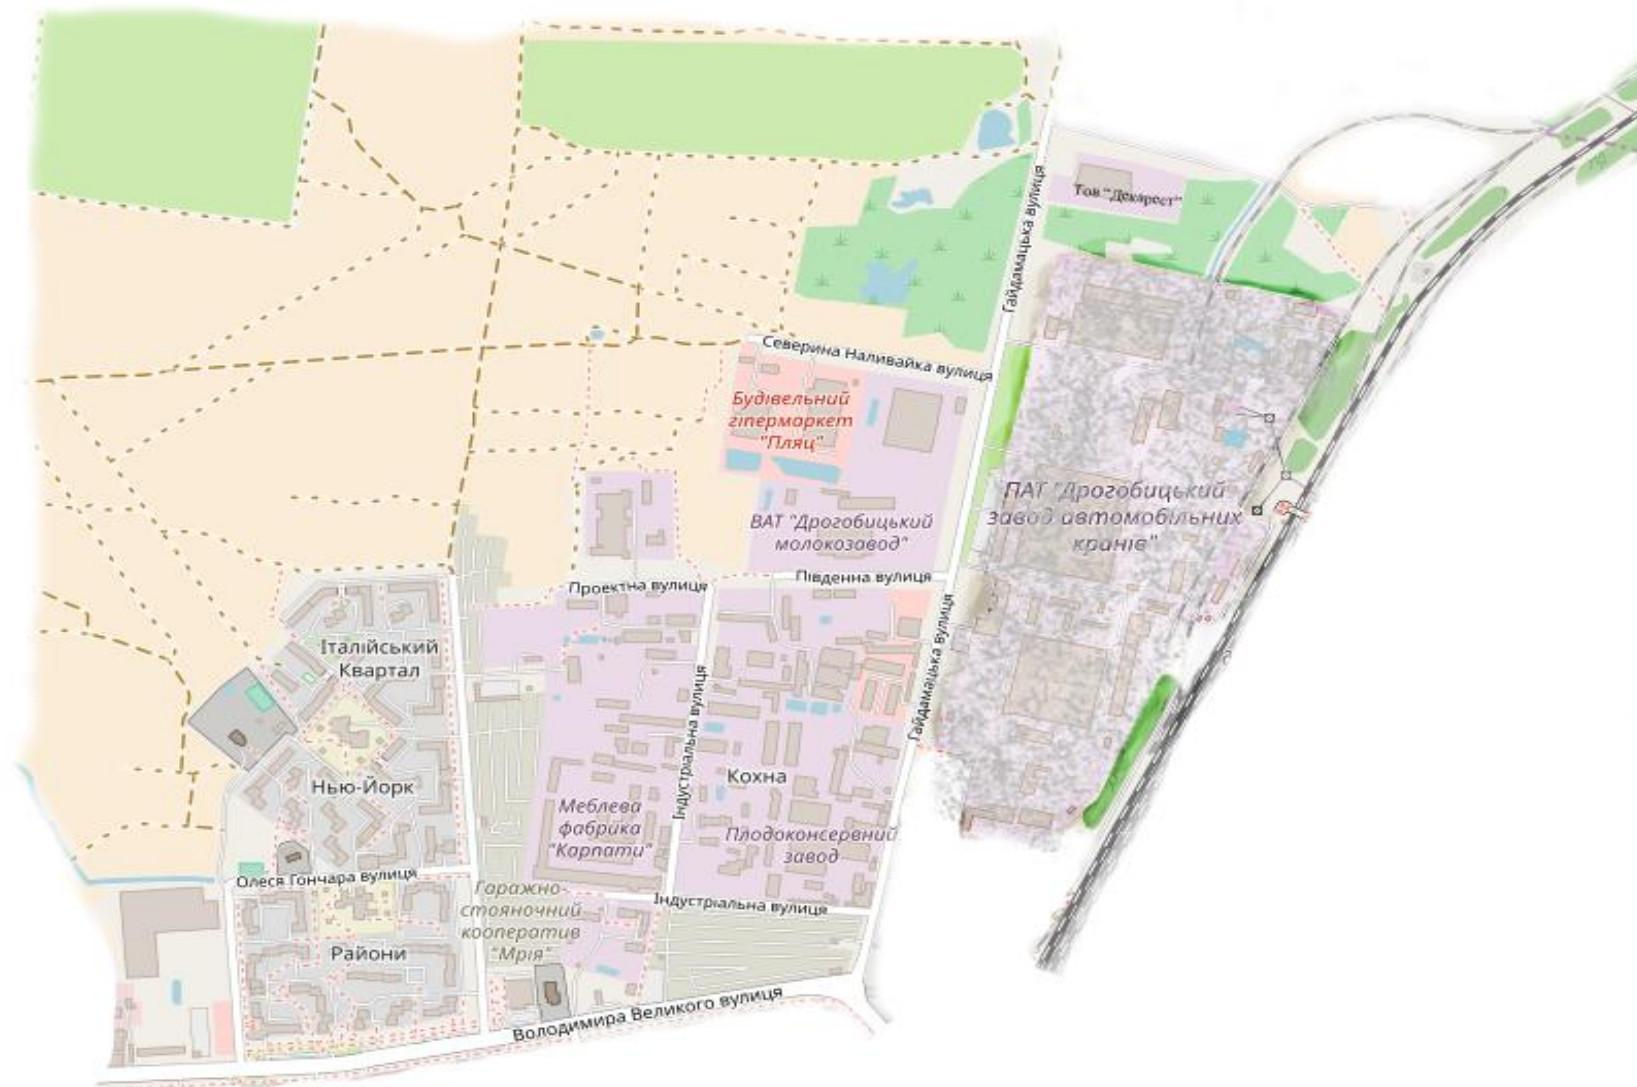 Тов "Декарест"
Гайдамацька вулиця
Северина Наливайка вулиця
Будівельний
гіпермаркет
"Пляц"
ПАТ "Дрогобицький
завод автомобільних
кранів"
ВАТ "Дрогобицький
молокозавод"
Південна вулиця
Проектна вулиця
Італійський
Квартал
Гайдамацька вулиця
Індустріальна вулиця
Нью-Йорк
Кохна
Меблева
фабрика
"Карпати"
Плодоконсервний
завод
Олеся Гончара вулиця
Гаражно-
стояночний
кооператив
"Мрія"
Індустріальна вулиця
Райони
Володимира Великого вулиця